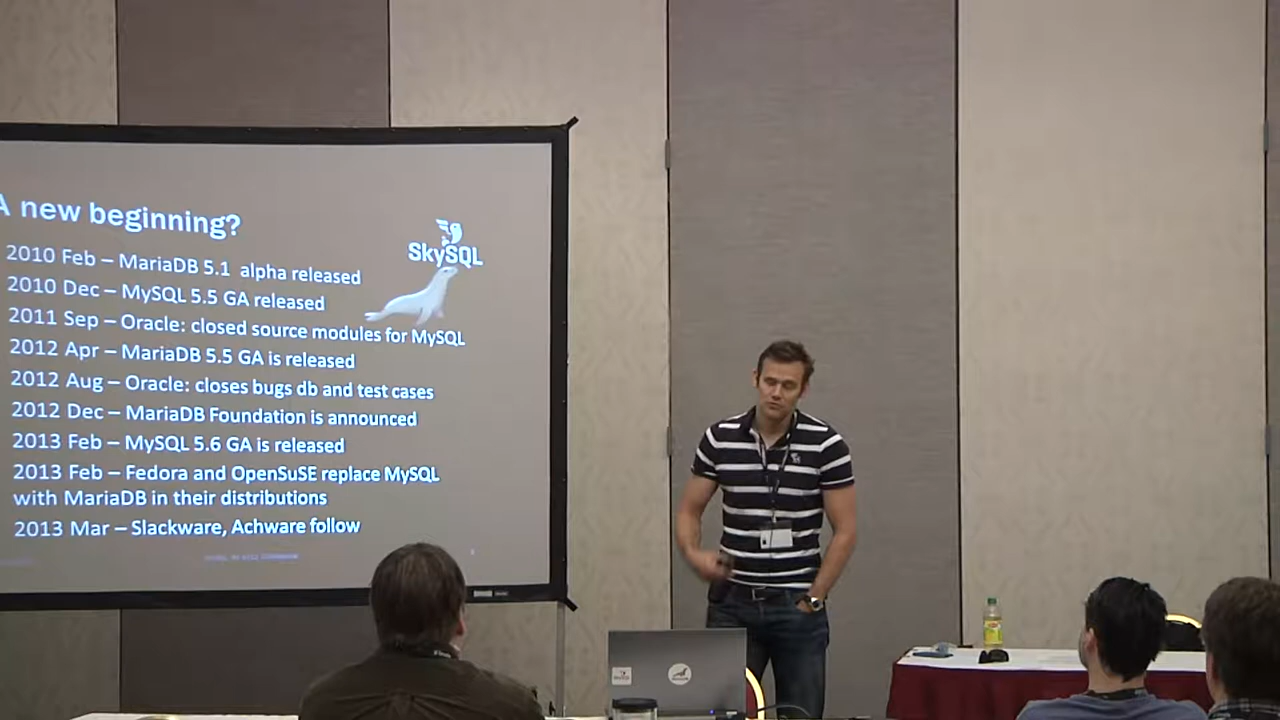 A new beginning?
SkySQL
2010 Feb – MariaDB 5.1 alpha released
2010 Dec – MySQL 5.5 GA released
2011 Sep – Oracle: closed source modules for MySQL
2012 Apr – MariaDB 5.5 GA is released
2012 Aug – Oracle: closes bugs db and test cases
2012 Dec – MariaDB Foundation is announced
2013 Feb – MySQL 5.6 GA is released
2013 Feb – Fedora and OpenSuSE replace MySQL
with MariaDB in their distributions
2013 Mar – Slackware, Achware follow